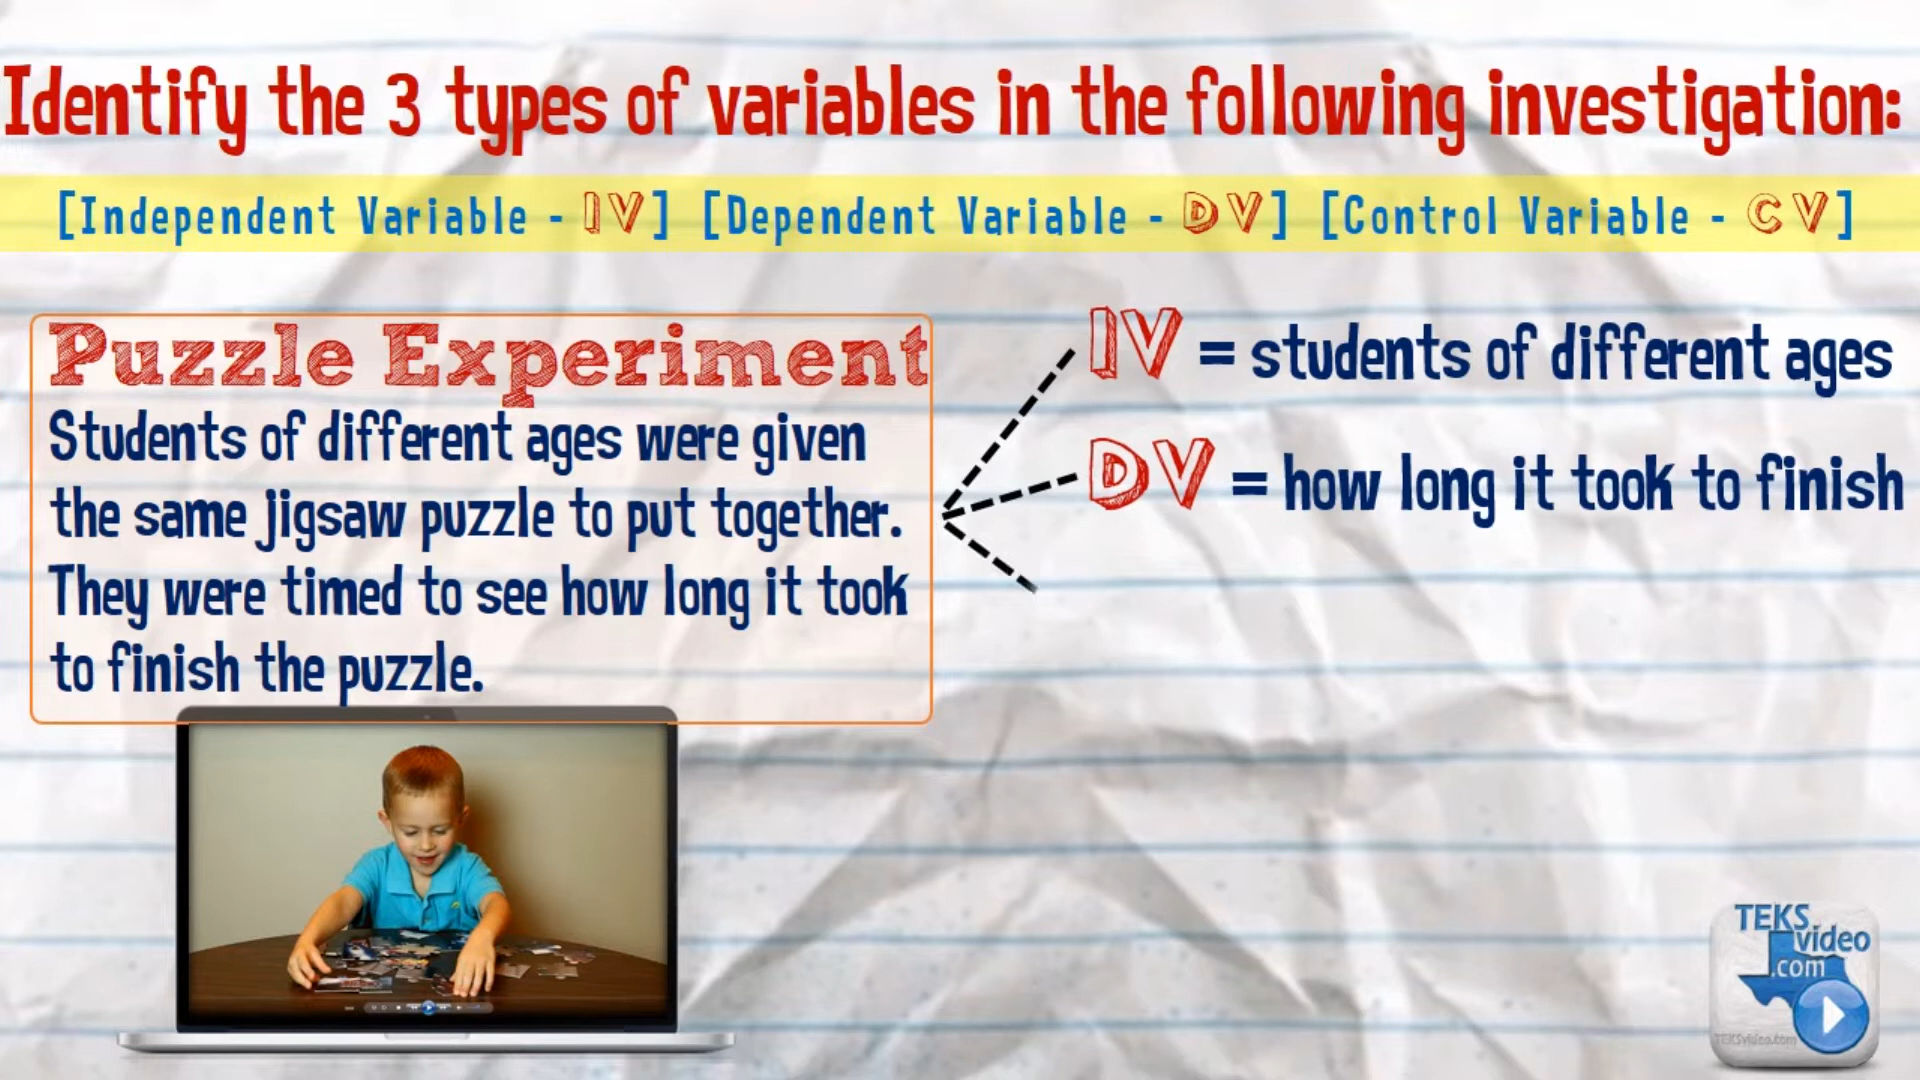 Identify the 3 types of variables in the following investigation:
[Independent Variable - IV] [Dependent Variable - DV] [Control Variable - CV]
Puzzle Experiment
Students of different ages were given
the same jigsaw puzzle to put together.
They were timed to see how long it took
to finish the puzzle.
IV = students of different ages
DV = how long it took to finish
TEKS
video
.com
TEKSvideo.com